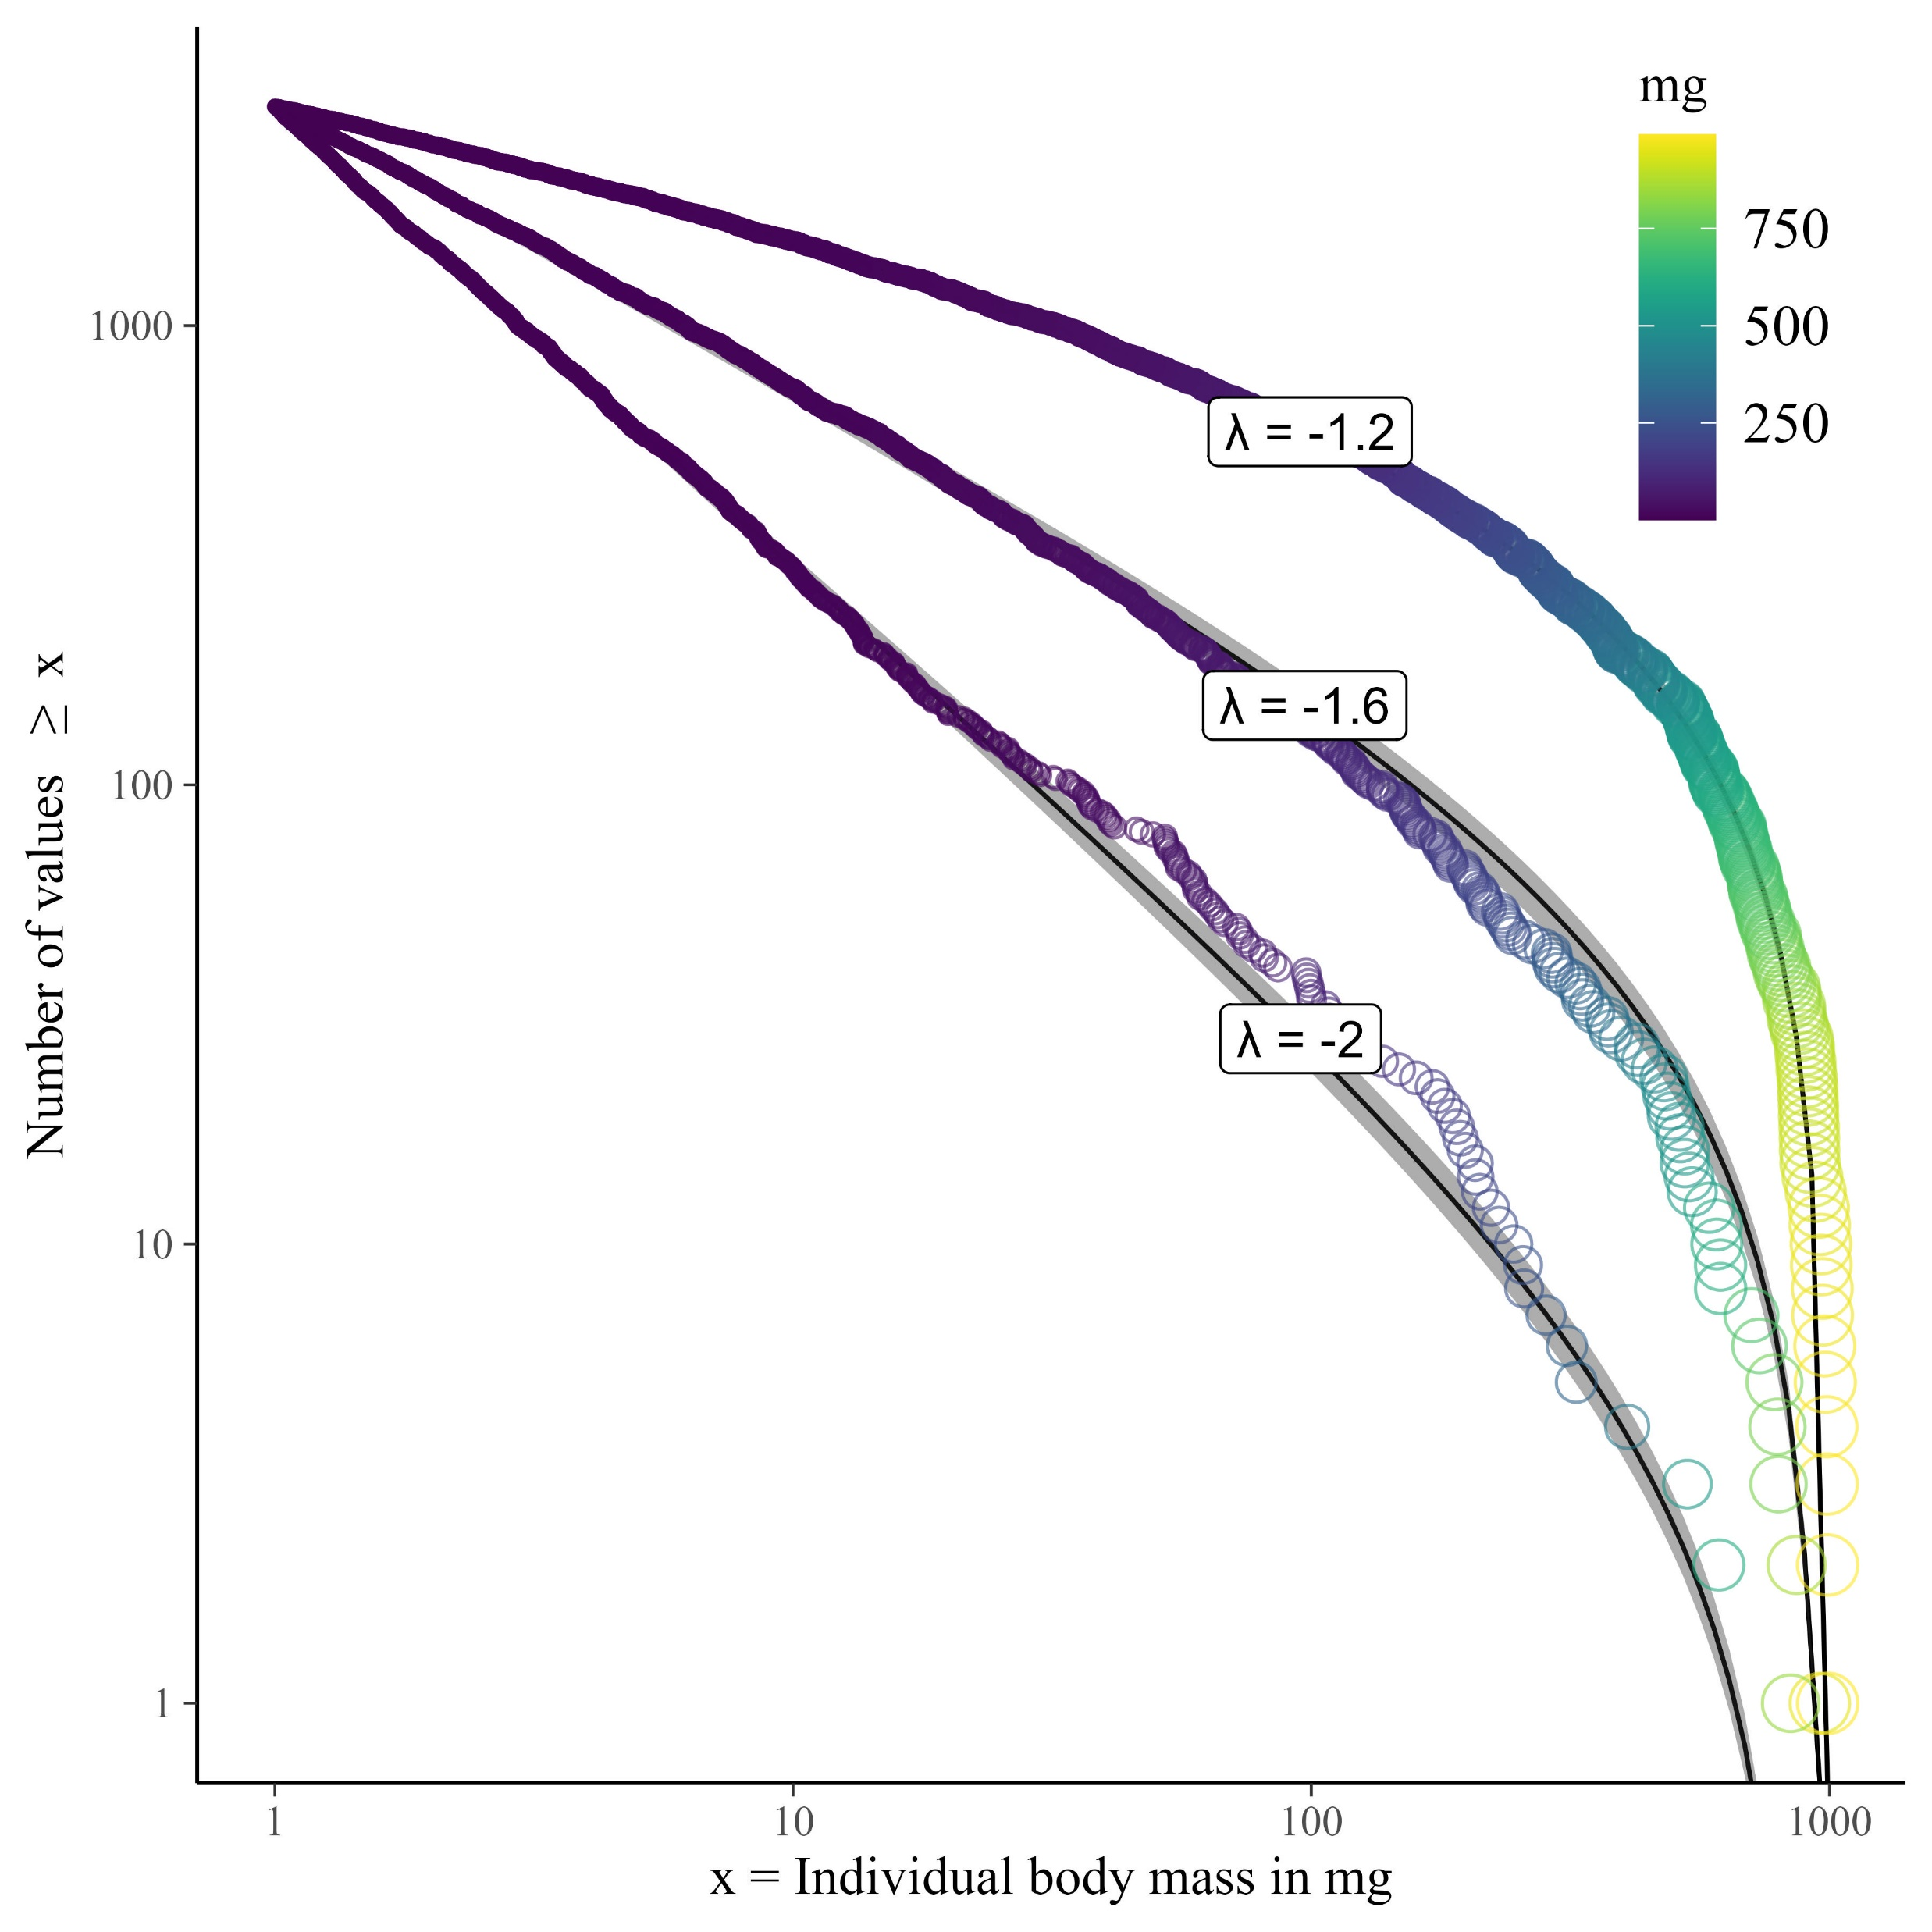 mg
750
500
250
1000
100
10
1
Number of values ≥ x
λ = -1.2
λ = -1.6
λ = -2
1
10
100
1000
x = Individual body mass in mg